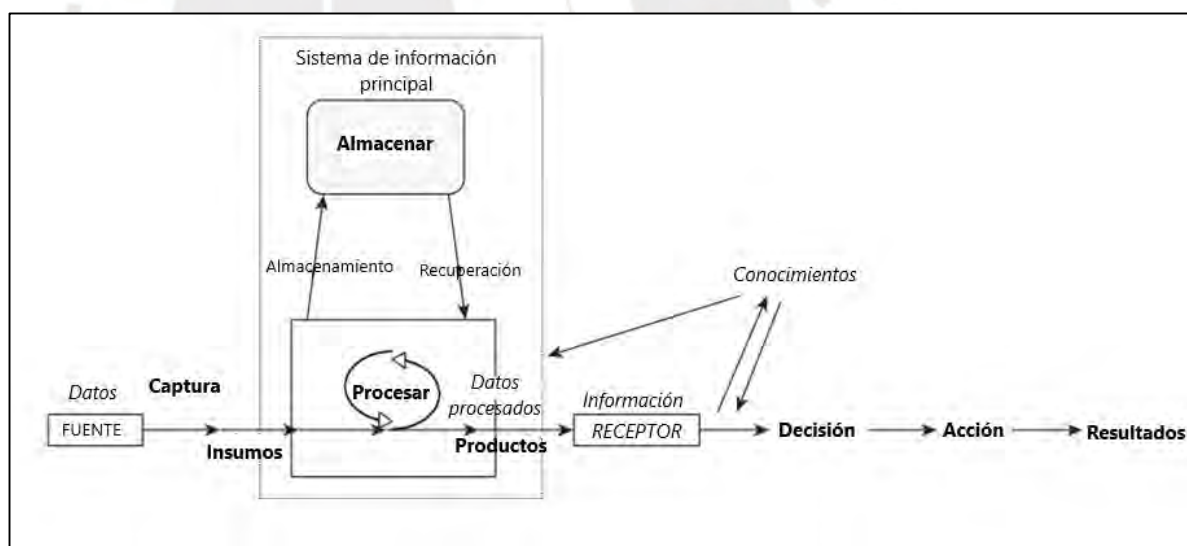 Sistema de información
principal
Almacenar
Almacenamiento
Recuperación
Conocimientos
Datos
Captura
Procesar
Datos
procesados
Información
FUENTE
Insumos
Productos
RECEPTOR
Decisión
Acción
Resultados